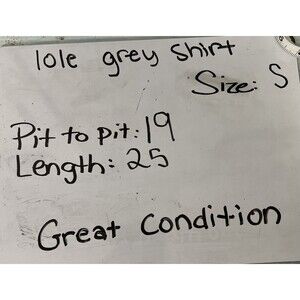 lole grey shirt
Size: S
Pit to pit: 19
Length: 25
Great Condition